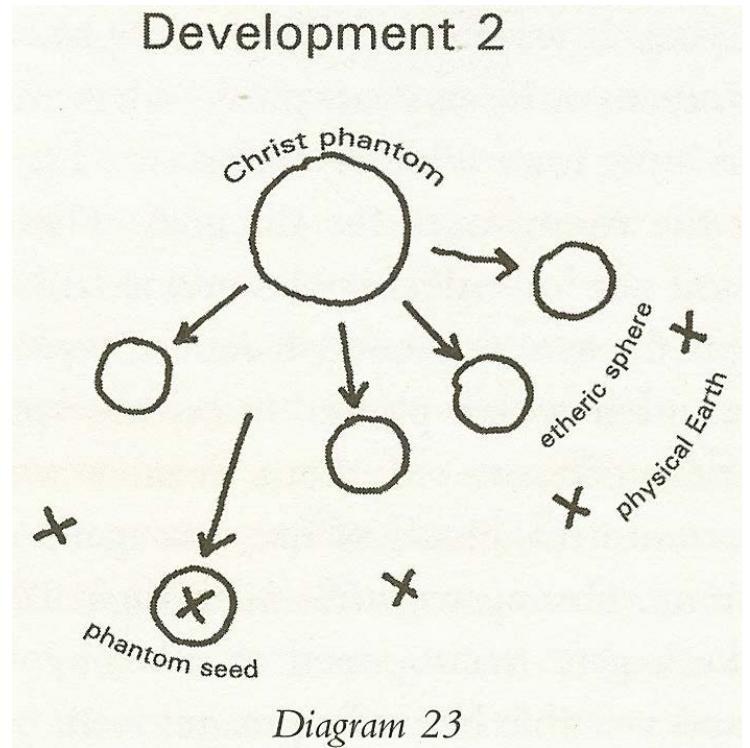 Development 2
Christ phantom
etheric sphere
physical Earth
phantom seed
Diagram 23